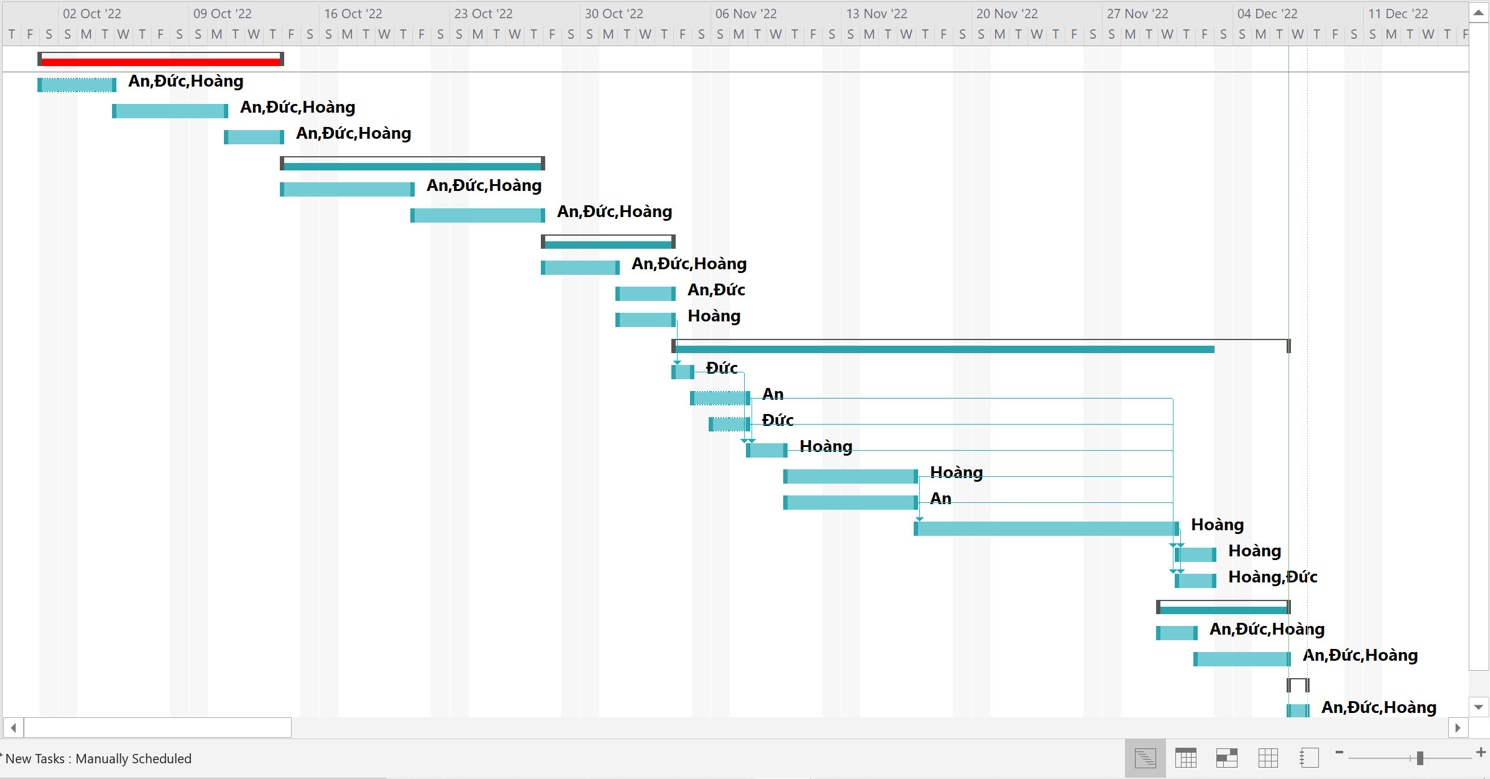 02 Oct '22 09 Oct '22 16 Oct '22 23 Oct '22 30 Oct '22 06 Nov '22 13 Nov '22 20 Nov '22 27 Nov '22 04 Dec '22 11 Dec '22
T F S S M T W T F S S M T W T F S S M T W T F S S M T W T F S S M T W T F S S M T W T F S S M T W T F S S M T W T F S S M T W T F S S M T W T F S S M T W T F S S M T W T F
An,Đức,Hoàng
An,Đức,Hoàng
An,Đức,Hoàng
An,Đức,Hoàng
An,Đức,Hoàng
An,Đức,Hoàng
An,Đức
Hoàng
Đức
An
Đức
Hoàng
Hoàng
An
Hoàng
Hoàng
Hoàng,Đức
An,Đức,Hoàng
An,Đức,Hoàng
An,Đức,Hoàng
New Tasks : Manually Scheduled